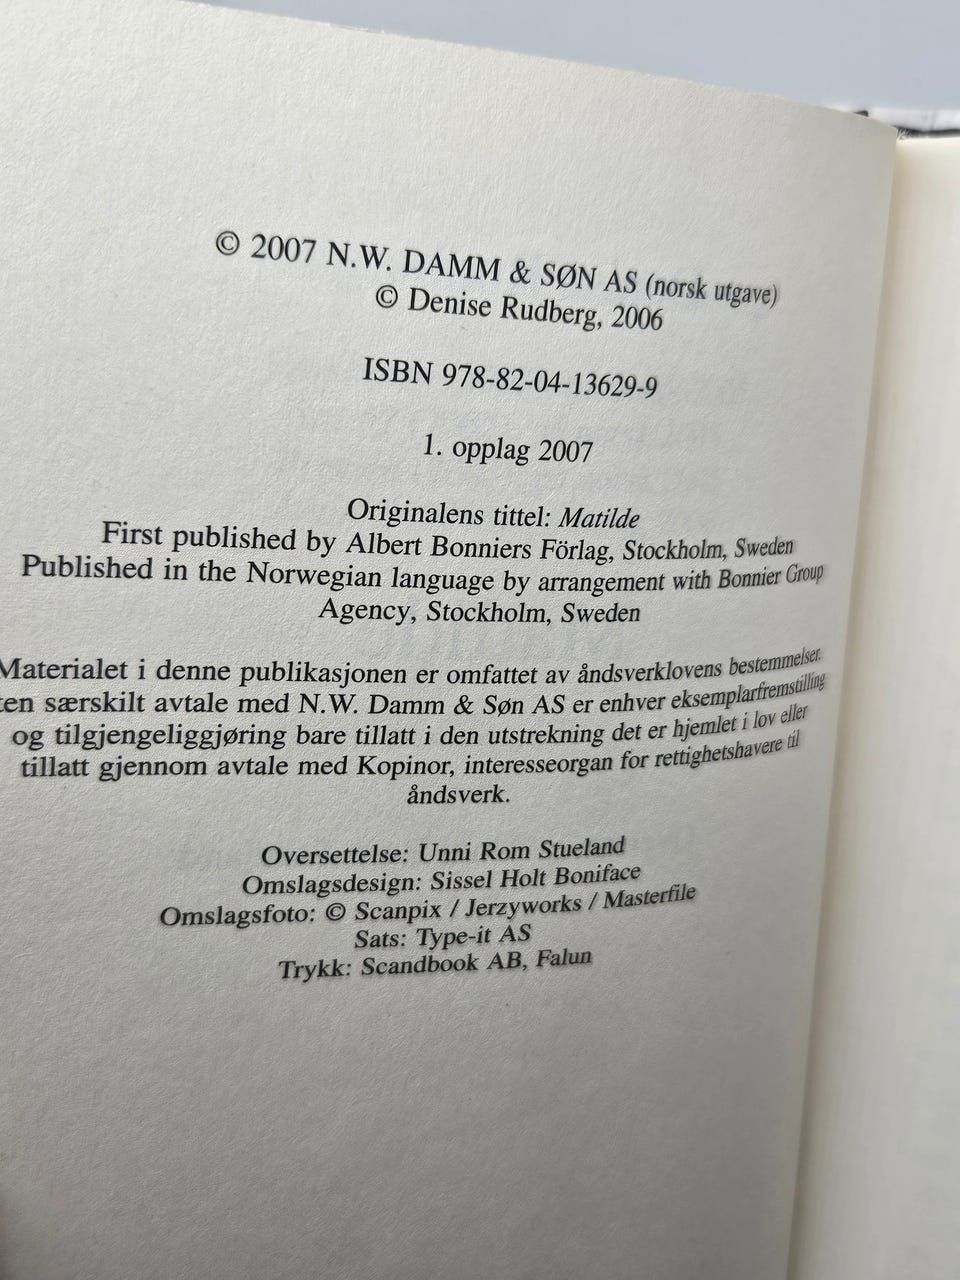 © 2007 N.W. DAMM & SØN AS (norsk utgave)
© Denise Rudberg, 2006
ISBN 978-82-04-13629-9
1. opplag 2007
Originalens tittel: Matilde
First published by Albert Bonniers Förlag, Stockholm, Sweden
Published in the Norwegian language by arrangement with Bonnier Group
Agency, Stockholm, Sweden
Materialet i denne publikasjonen er omfattet av åndsverklovens bestemmelser.
ten særskilt avtale med N.W. Damm & Søn AS er enhver eksemplarfremstilling
og tilgjengeliggjøring bare tillatt i den utstrekning det er hjemlet i lov eller
tillatt gjennom avtale med Kopinor, interesseorgan for rettighetshavere til
åndsverk.
Oversettelse: Unni Rom Stueland
Omslagsdesign: Sissel Holt Boniface
Omslagsfoto: © Scanpix / Jerzyworks / Masterfile
Sats: Type-it AS
Trykk: Scandbook AB, Falun